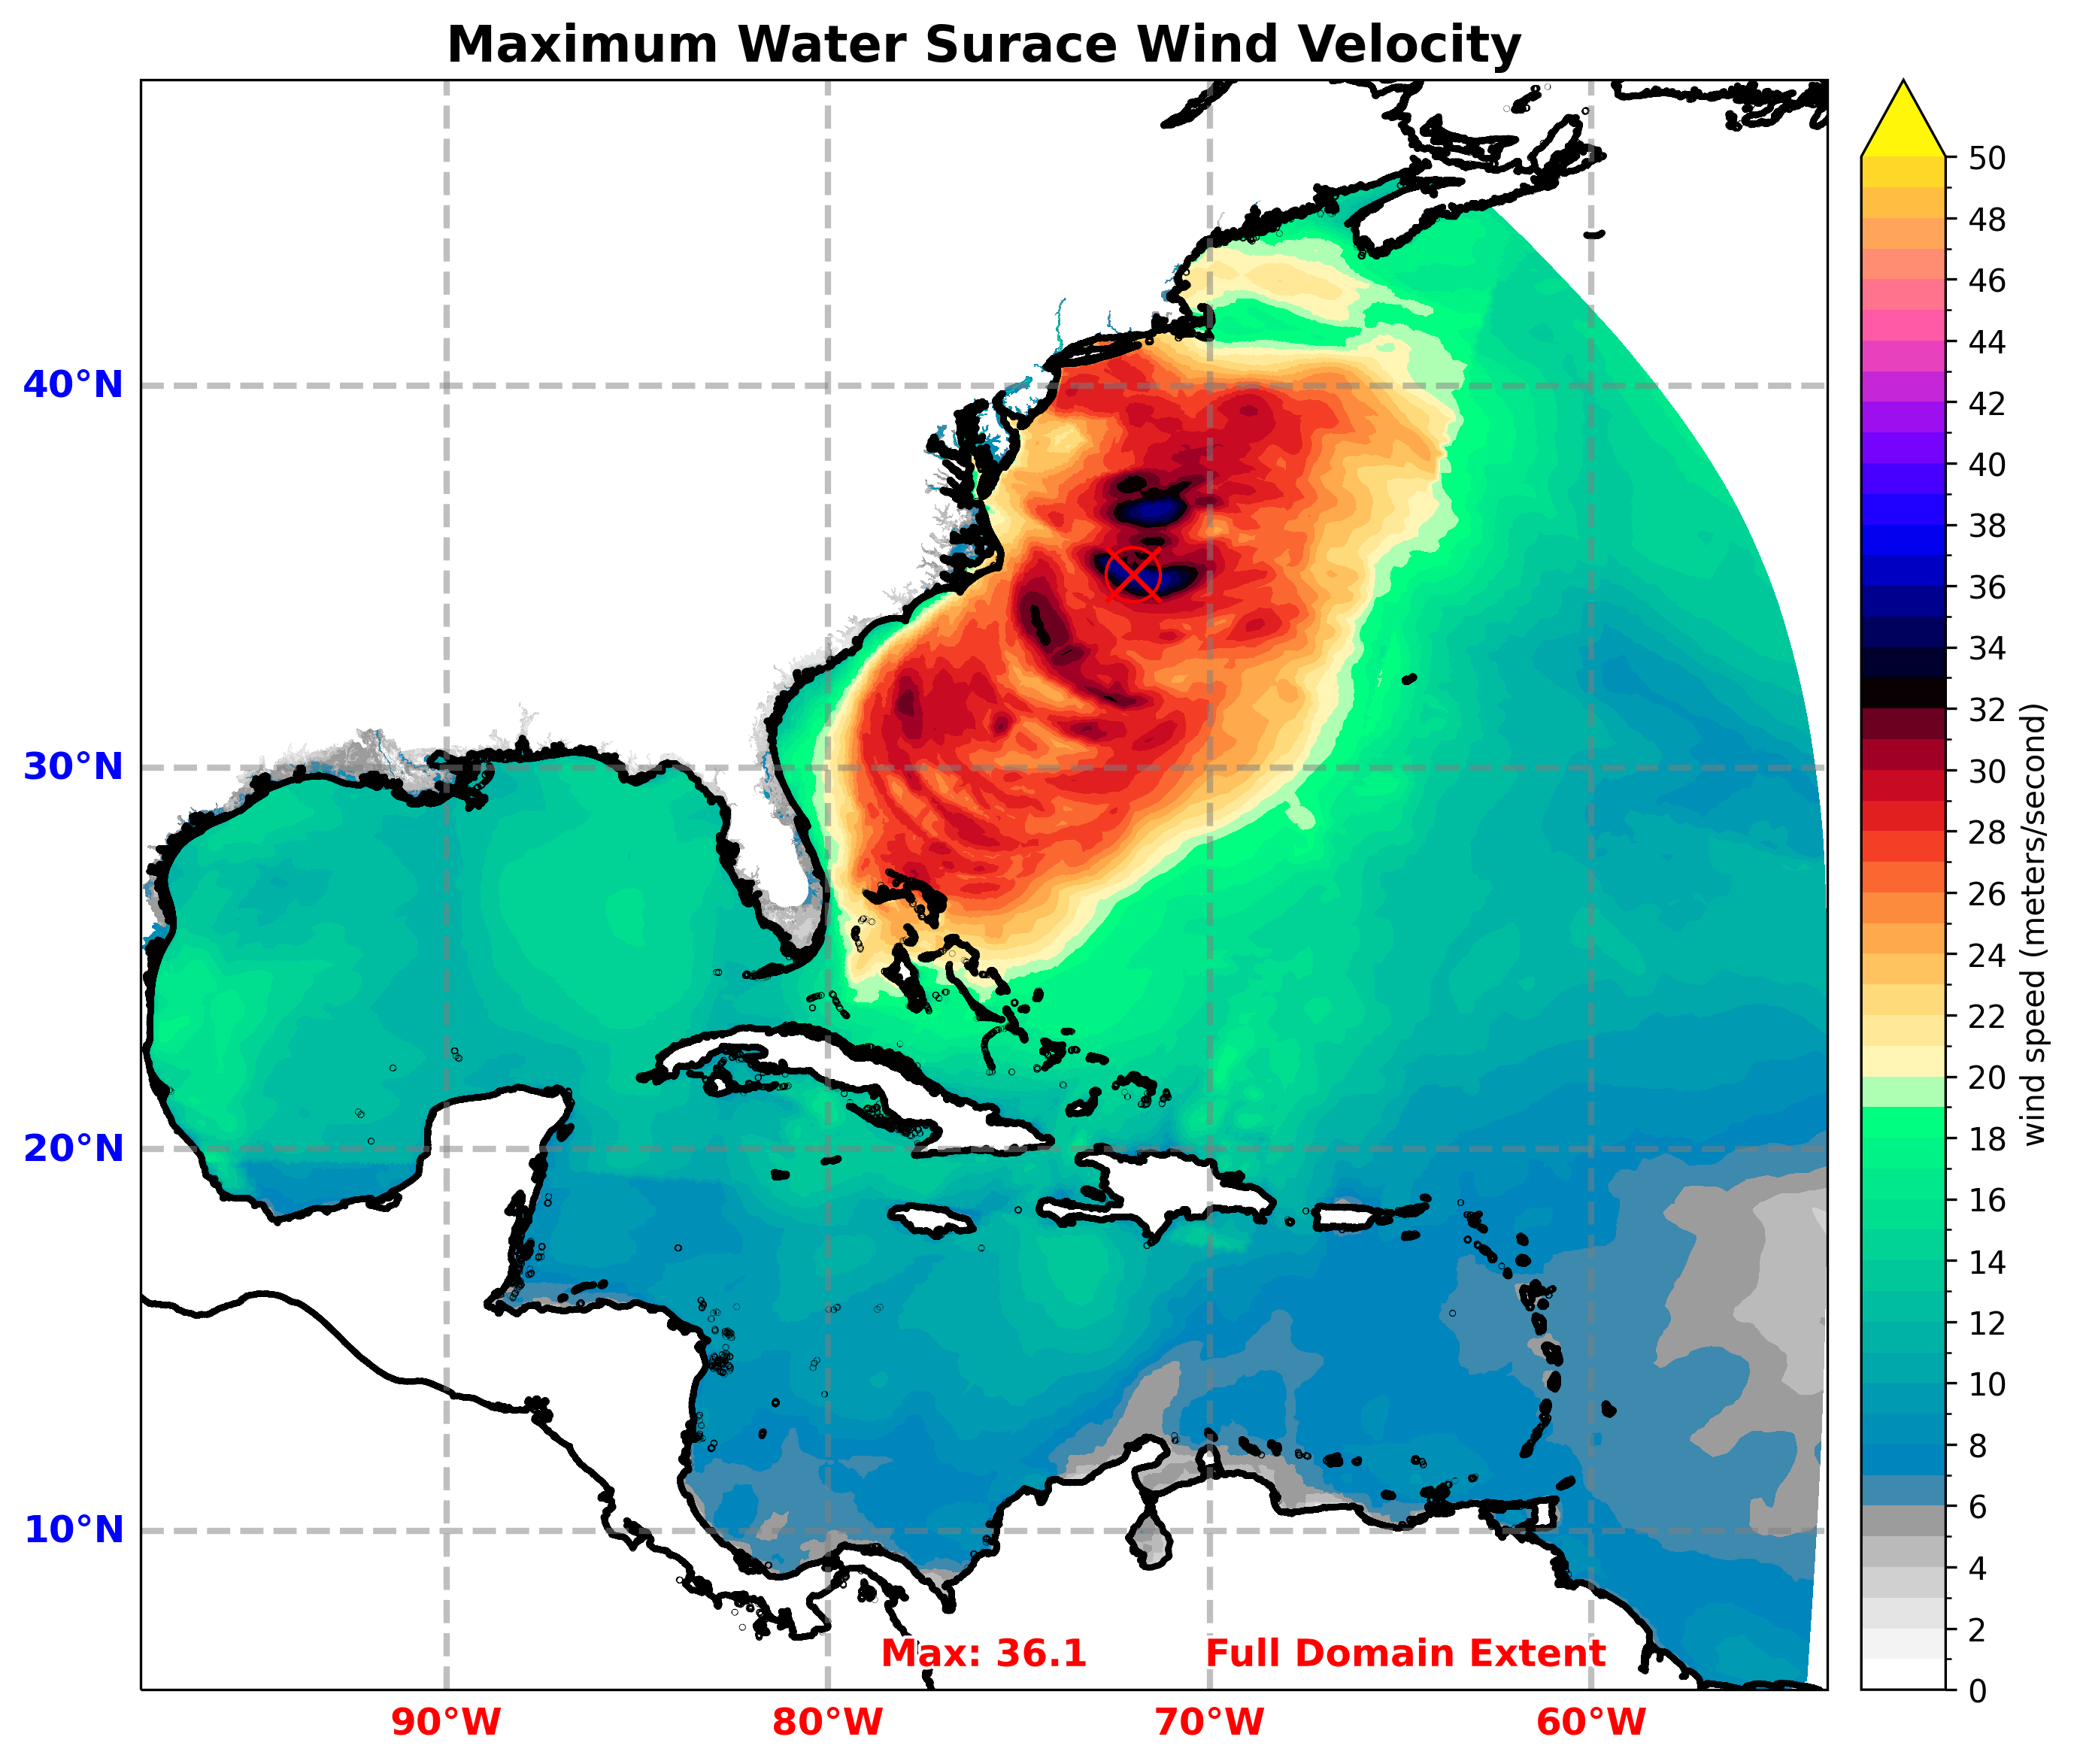 Maximum Water Surace Wind Velocity
40°N
30°N
20°N
10°N
90°W
80°W
70°W
60°W
Max: 36.1
Full Domain Extent
50
48
46
44
42
40
38
36
34
32
30
28
26
24
22
20
18
16
14
12
10
8
6
4
2
0
wind speed (meters/second)